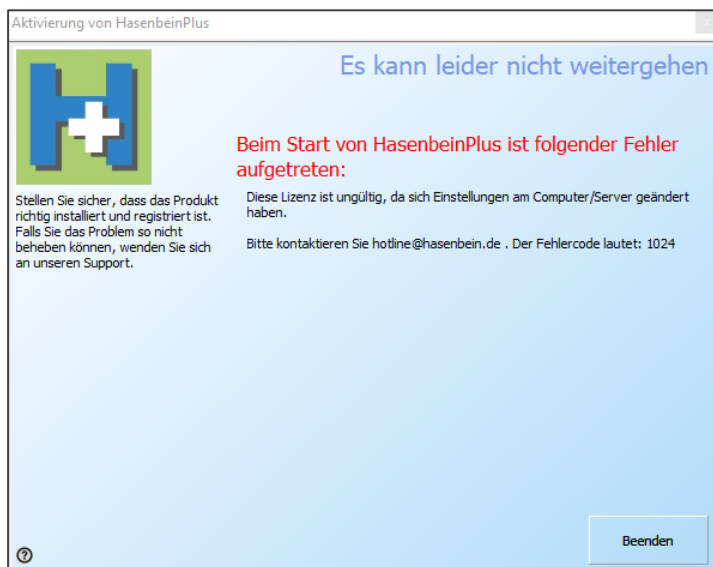 Aktivierung von HasenbeinPlus
x
Es kann leider nicht weitergehen
Beim Start von HasenbeinPlus ist folgender Fehler
aufgetreten:
Stellen Sie sicher, dass das Produkt
richtig installiert und registriert ist.
Falls Sie das Problem so nicht
beheben können, wenden Sie sich
an unseren Support.
Diese Lizenz ist ungültig, da sich Einstellungen am Computer/Server geändert
haben.
Bitte kontaktieren Sie hotline@hasenbein.de . Der Fehlercode lautet: 1024
?
Beenden